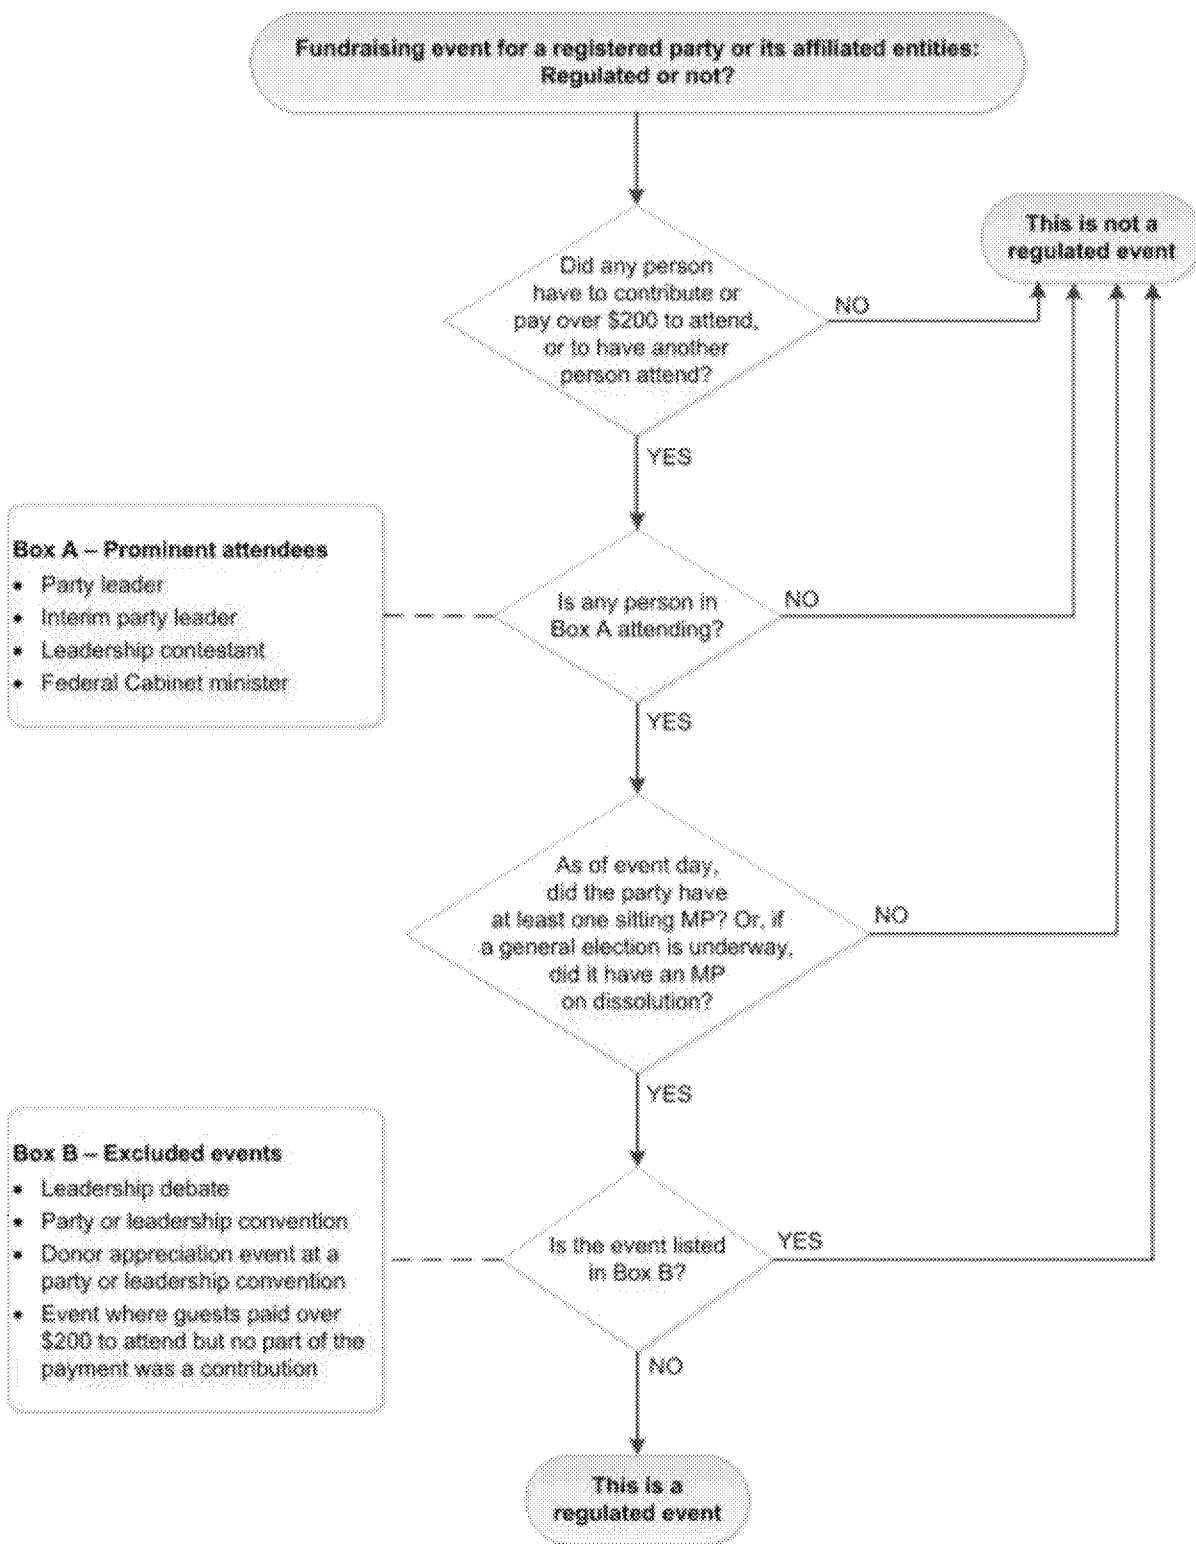 Fundraising event for a registered party or its affiliated entities:
Regulated or not?
This is not a
regulated event
Did any person
have to contribute or
pay over $200 to attend,
or to have another
person attend?
NO
YES
Box A – Prominent attendees
• Party leader
• Interim party leader
• Leadership contestant
• Federal Cabinet minister
Is any person in
Box A attending?
NO
YES
As of event day,
did the party have
at least one sitting MP? Or, if
a general election is underway,
did it have an MP
on dissolution?
NO
YES
Box B – Excluded events
• Leadership debate
• Party or leadership convention
• Donor appreciation event at a
party or leadership convention
• Event where guests paid over
$200 to attend but no part of the
payment was a contribution
Is the event listed
in Box B?
YES
NO
This is a
regulated event